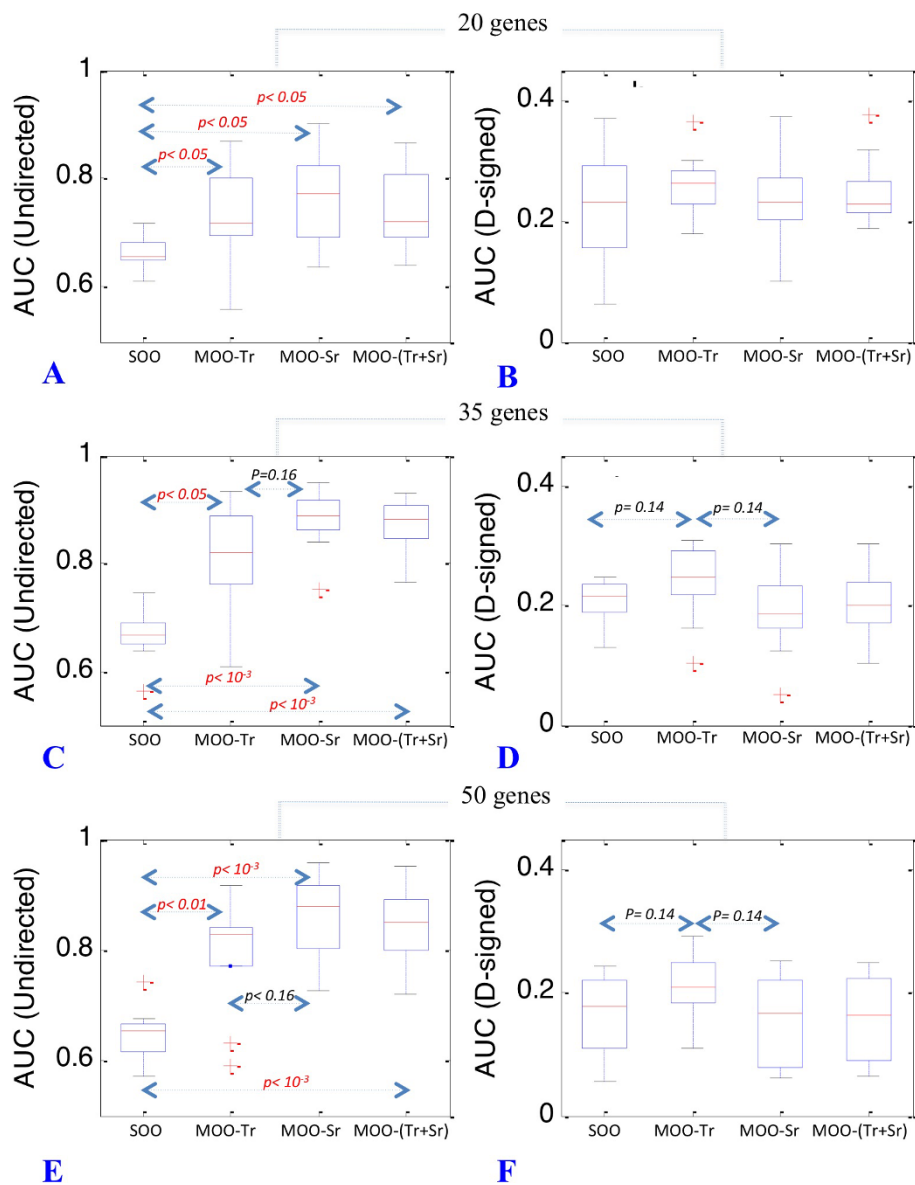 20 genes
1
0.8
0.6
AUC (Undirected)
p< 0.05
p< 0.05
p< 0.05
SOO MOO-Tr MOO-Sr MOO-(Tr+Sr)
A
0.4
0.2
0
AUC (D-signed)
SOO MOO-Tr MOO-Sr MOO-(Tr+Sr)
B
35 genes
1
0.8
0.6
AUC (Undirected)
p< 0.05
P=0.16
p< 10-3
p< 10-3
SOO MOO-Tr MOO-Sr MOO-(Tr+Sr)
C
0.4
0.2
0
AUC (D-signed)
p= 0.14
p= 0.14
SOO MOO-Tr MOO-Sr MOO-(Tr+Sr)
D
50 genes
1
0.8
0.6
AUC (Undirected)
p< 10-3
p< 0.01
p< 0.16
p< 10-3
SOO MOO-Tr MOO-Sr MOO-(Tr+Sr)
E
0.4
0.2
0
AUC (D-signed)
P= 0.14
P= 0.14
SOO MOO-Tr MOO-Sr MOO-(Tr+Sr)
F